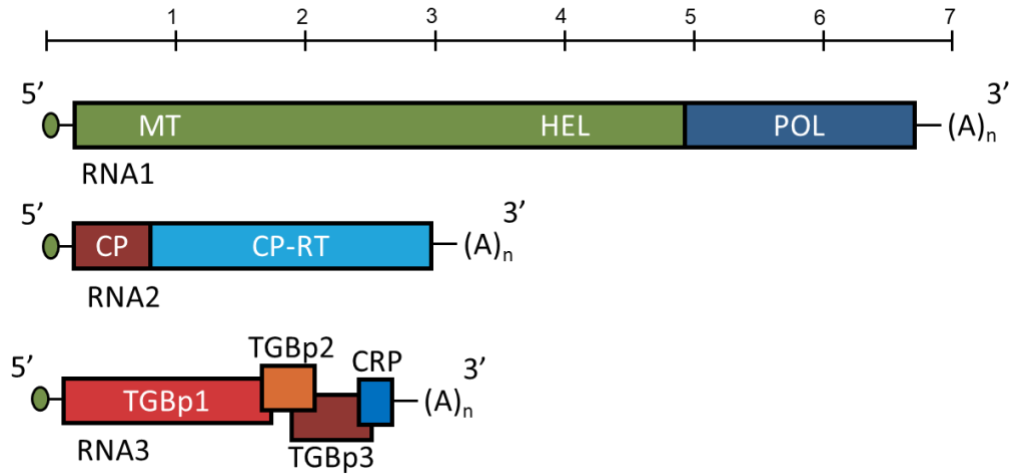 1 2 3 4 5 6 7
5’ 3’
MT HEL POL (A)n
RNA1
5’ 3’
CP CP-RT (A)n
RNA2
TGBp2 CRP
5’ 3’
TGBp1 (A)n
RNA3 TGBp3